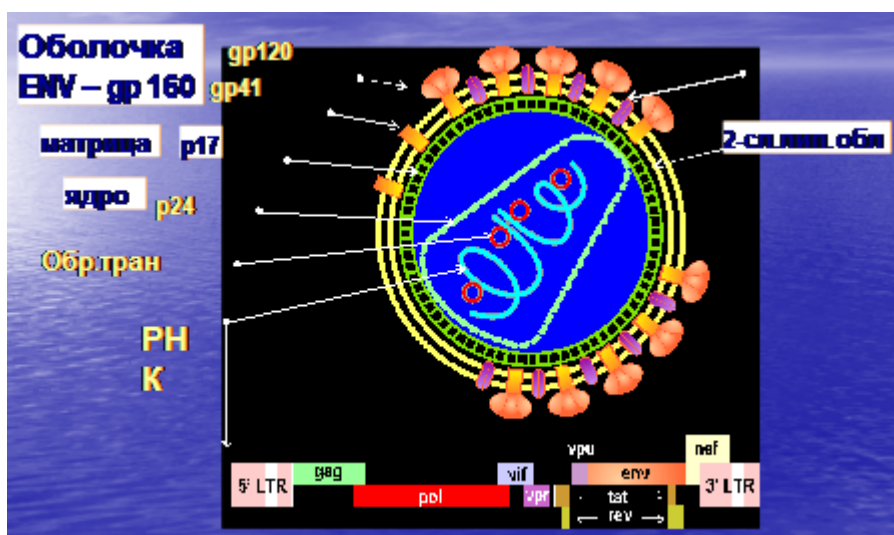 Оболочка gp120
ENV – gp 160 gp41
матрица p17
2-сл.лип. обл
ядро p24
Обр.тран
РН
К
vpu nef
5' LTR gag vif env 3' LTR
pol vpr tat
rev